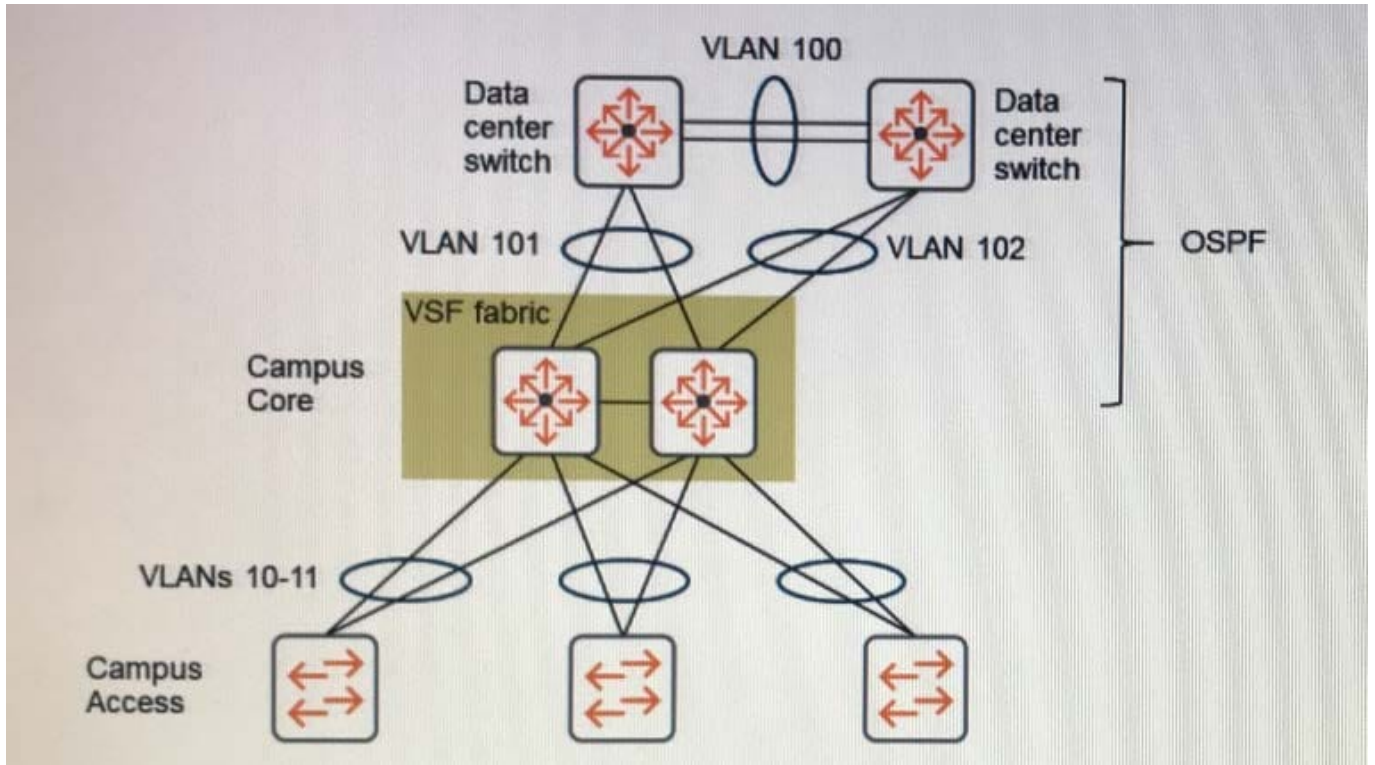 VLAN 100
Data
center
switch
Data
center
switch
VLAN 101
VLAN 102
OSPF
VSF fabric
Campus
Core
VLANs 10-11
Campus
Access